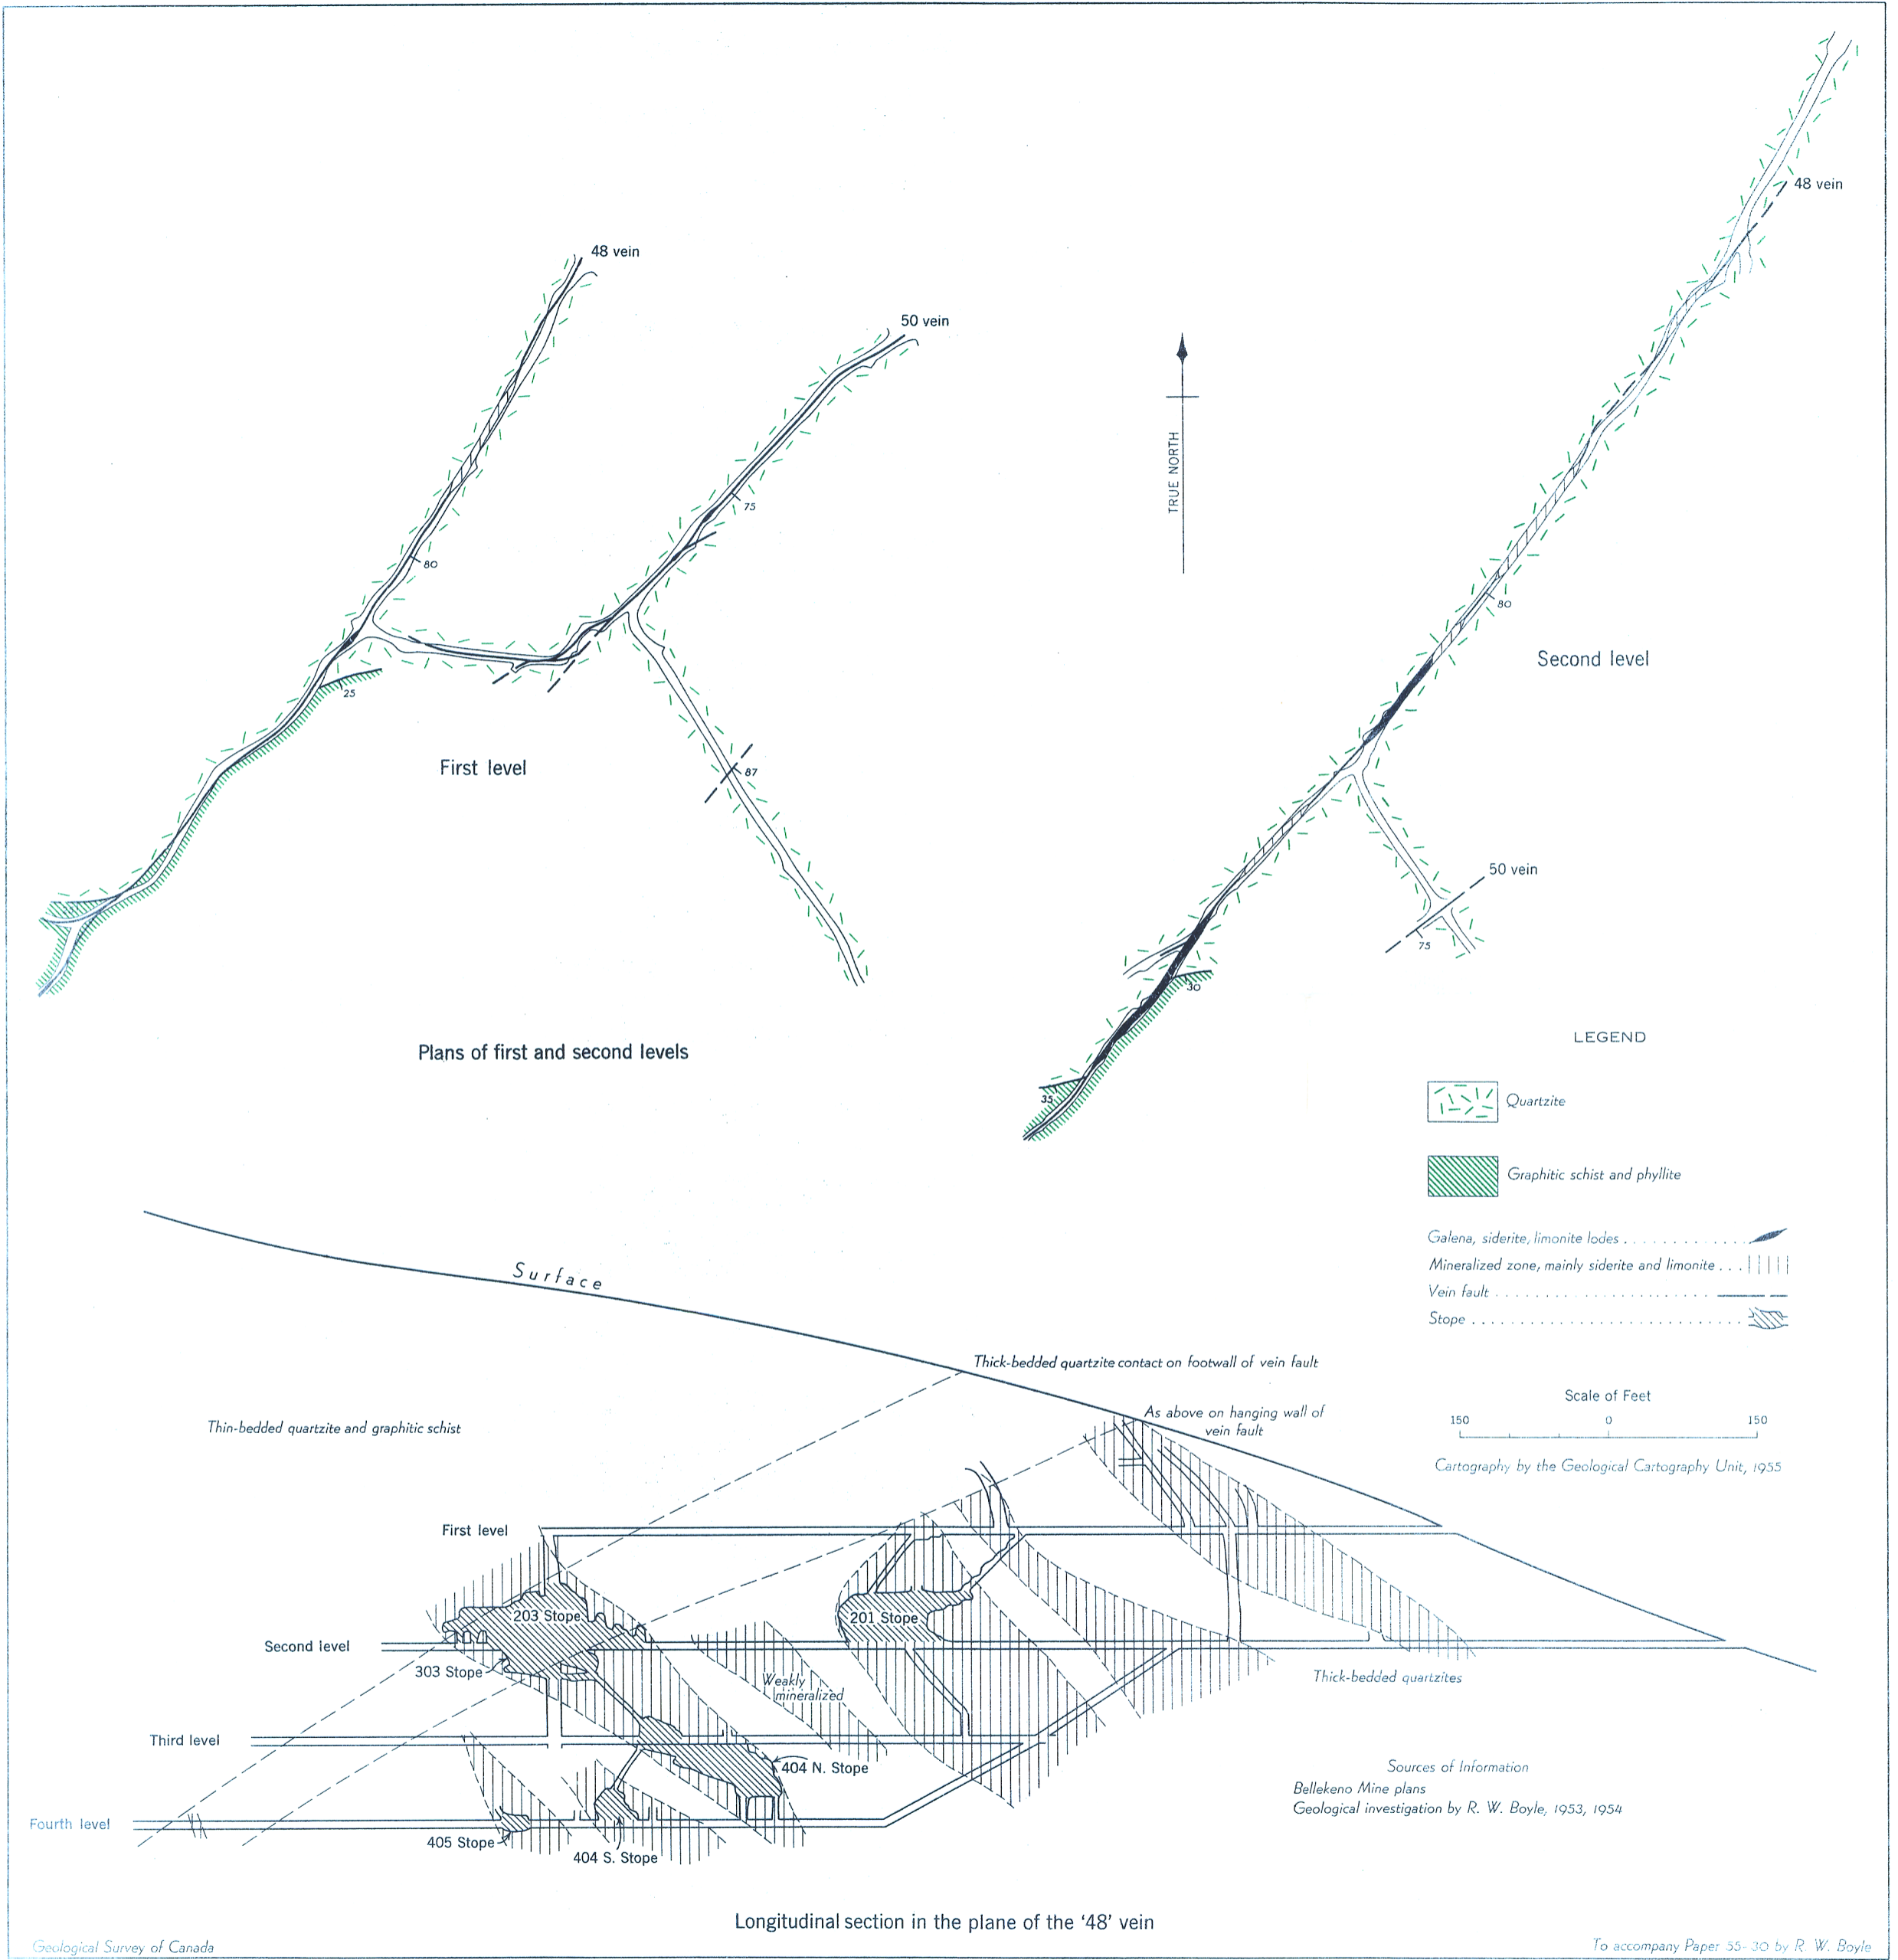 48 vein
48 vein
50 vein
TRUE NORTH
75
80
80
25
Second level
First level
87
50 vein
75
30
Plans of first and second levels
35
LEGEND
Quartzite
Graphitic schist and phyllite
Galena, siderite, limonite lodes
Mineralized zone, mainly siderite and limonite
Vein fault
Stope
Surface
Thick-bedded quartzite contact on footwall of vein fault
As above on hanging wall of
vein fault
Thin-bedded quartzite and graphitic schist
Scale of Feet
150 0 150
Cartography by the Geological Cartography Unit, 1955
First level
203 Stope
201 Stope
Second level
303 Stope
Weakly
mineralized
Thick-bedded quartzites
Third level
404 N. Stope
Fourth level
405 Stope
404 S. Stope
Sources of Information
Bellekeno Mine plans
Geological investigation by R. W. Boyle, 1953, 1954
Longitudinal section in the plane of the '48' vein
Geological Survey of Canada
To accompany Paper 55-30 by R. W. Boyle